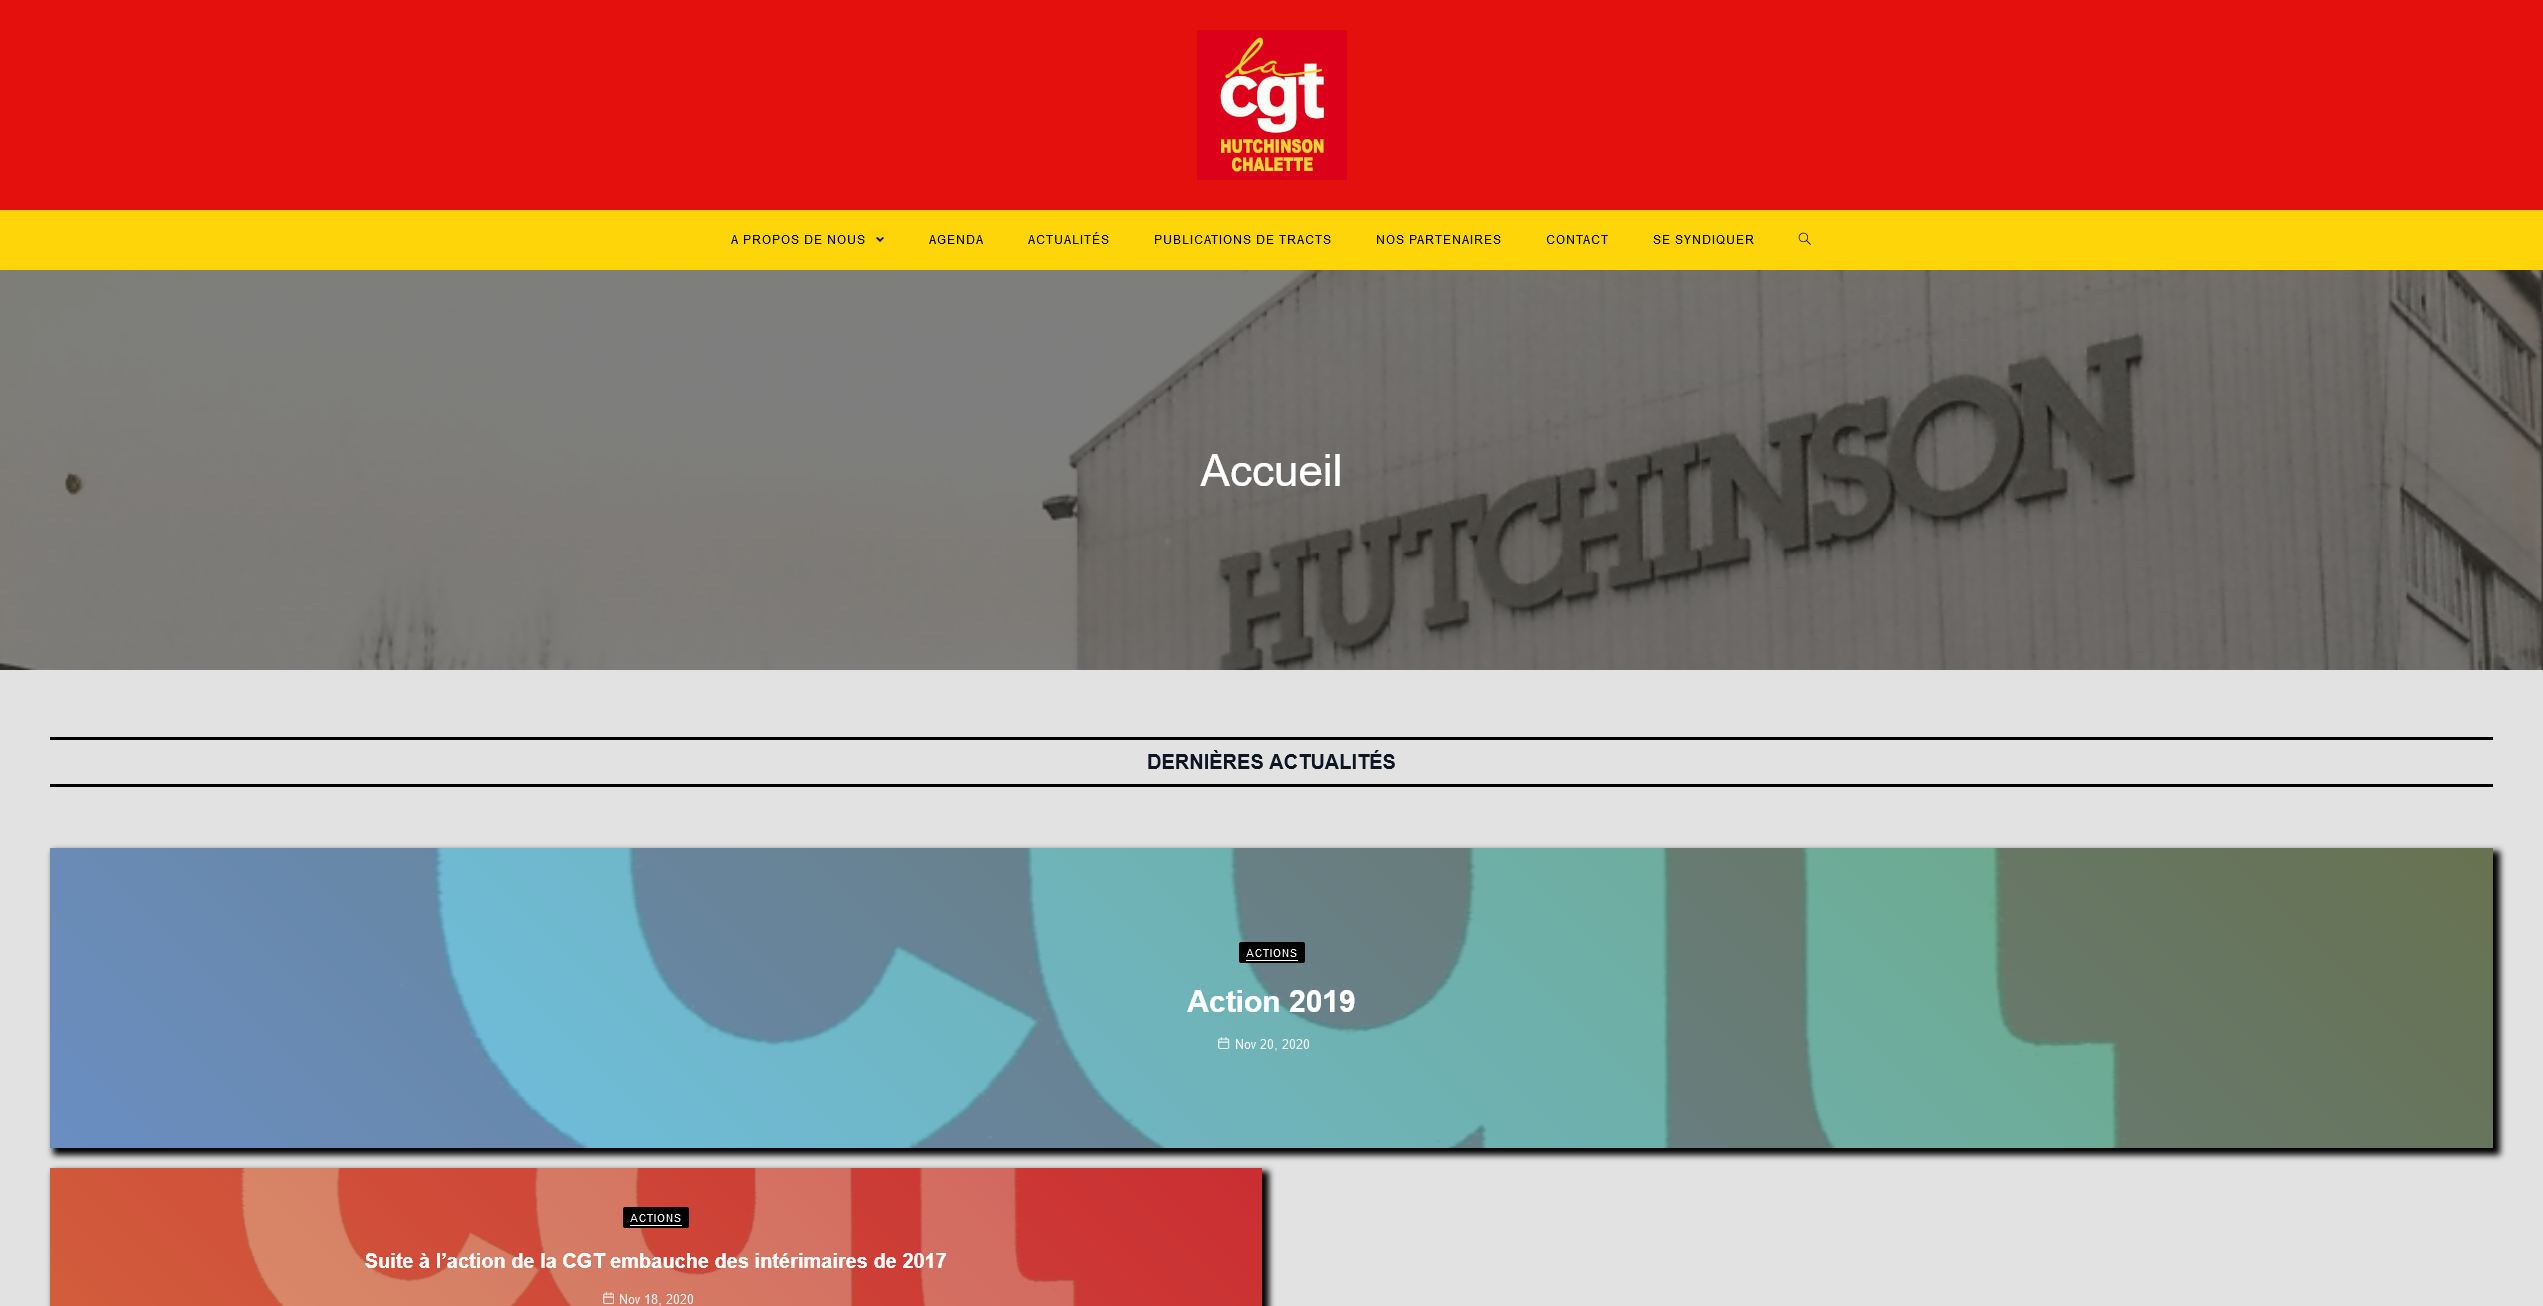 la
cgt
HUTCHINSON
CHALETTE
A PROPOS DE NOUS AGENDA ACTUALITÉS PUBLICATIONS DE TRACTS NOS PARTENAIRES CONTACT SE SYNDIQUER
Accueil
HUTCHINSON
DERNIÈRES ACTUALITÉS
cgt
ACTIONS
Action 2019
Nov 20, 2020
cgt
ACTIONS
Suite à l’action de la CGT embauche des intérimaires de 2017
Nov 18, 2020